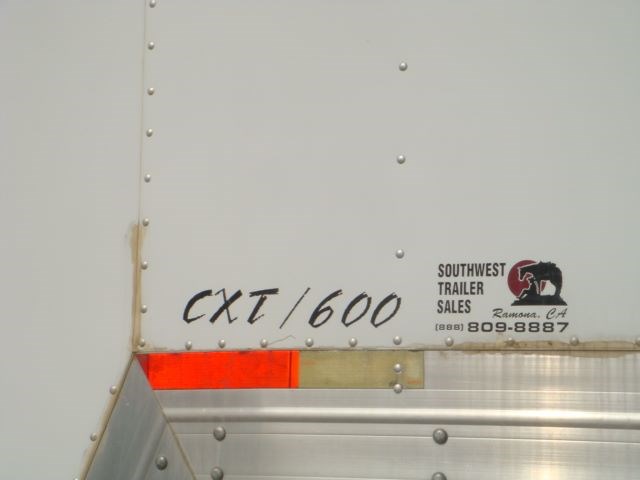 CXT/600
SOUTHWEST
TRAILER
SALES
Ramona, CA
(888) 809-8887